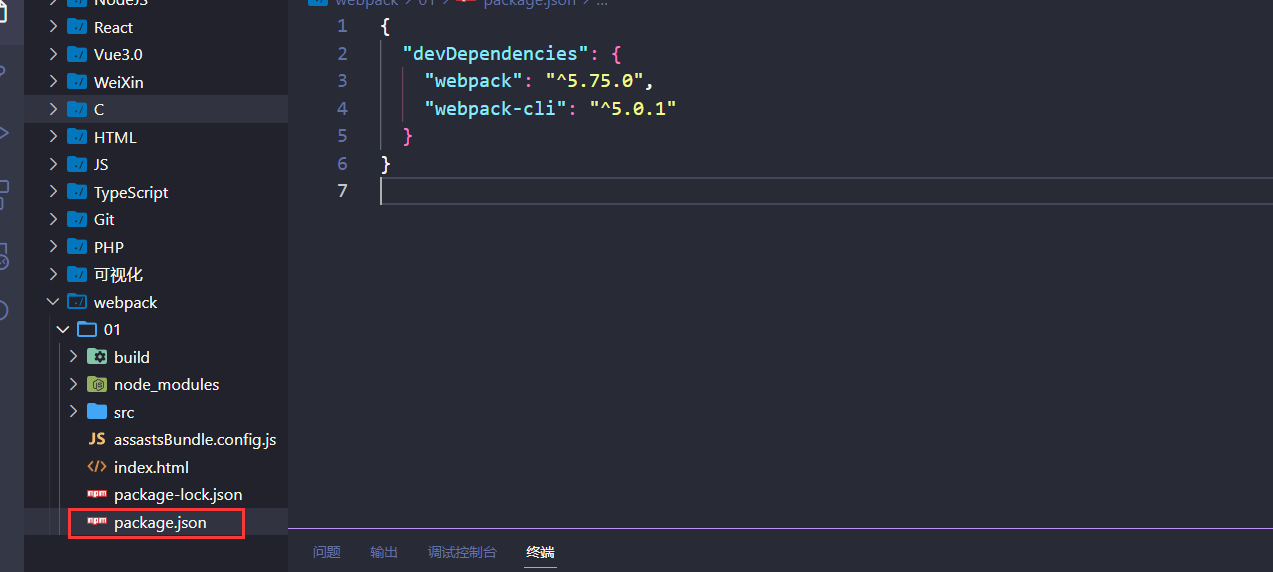 NodeJS
React
Vue3.0
WeiXin
C
HTML
JS
TypeScript
Git
PHP
可视化
webpack
01
build
node_modules
src
JS assastsBundle.config.js
index.html
npm package-lock.json
npm package.json
webpack > 01 > package.json > ...
1 {
2 "devDependencies": {
3 "webpack": "^5.75.0",
4 "webpack-cli": "^5.0.1"
5 }
6 }
7
问题 输出 调试控制台 终端